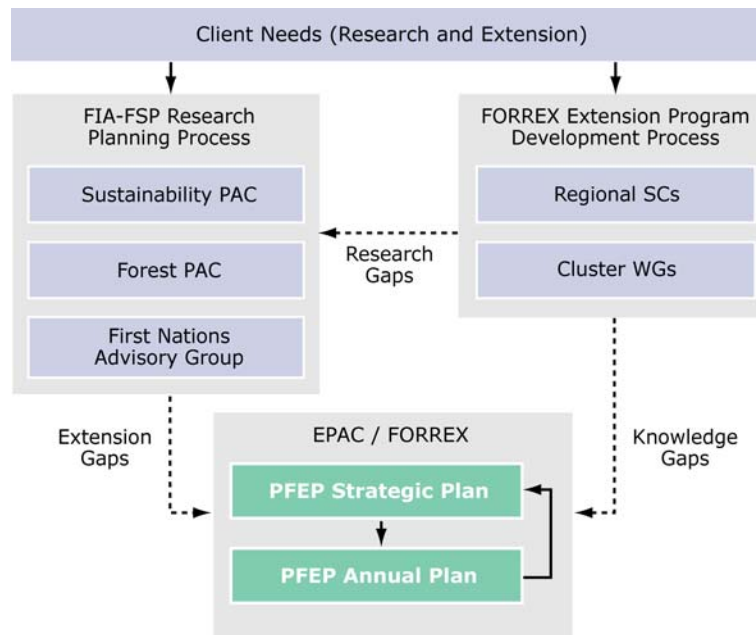 Client Needs (Research and Extension)
FIA-FSP Research
Planning Process
Sustainability PAC
Forest PAC
First Nations
Advisory Group
FORREX Extension Program
Development Process
Regional SCs
Cluster WGs
Research
Gaps
Extension
Gaps
Knowledge
Gaps
EPAC / FORREX
PFEP Strategic Plan
PFEP Annual Plan